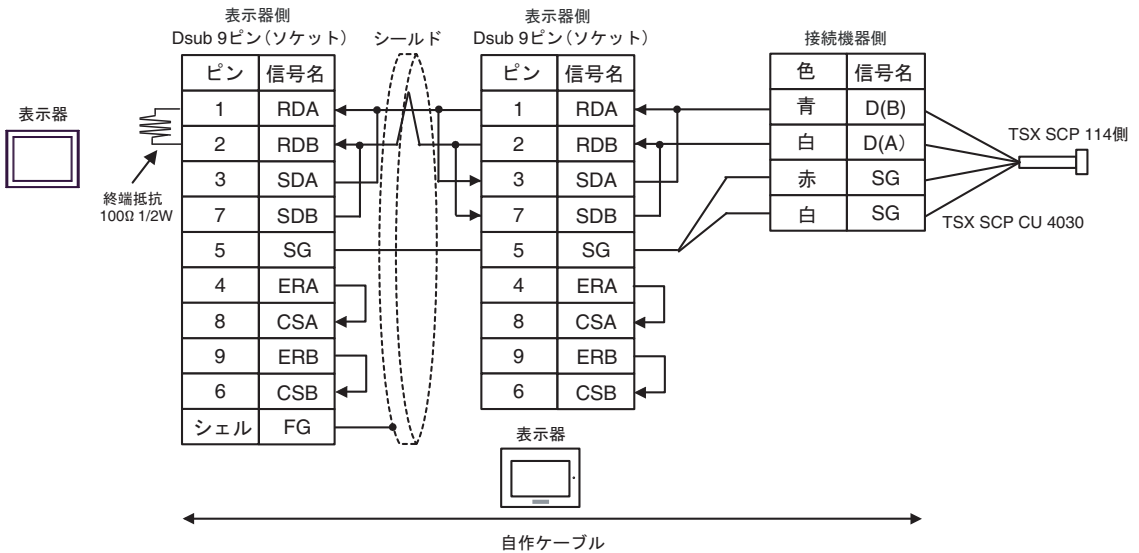 表示器側
Dsub 9ピン(ソケット)
シールド
表示器側
Dsub 9ピン(ソケット)
接続機器側
ピン 信号名
1 RDA
2 RDB
3 SDA
7 SDB
5 SG
4 ERA
8 CSA
9 ERB
6 CSB
シェル FG
ピン 信号名
1 RDA
2 RDB
3 SDA
7 SDB
5 SG
4 ERA
8 CSA
9 ERB
6 CSB
色 信号名
青 D(B)
白 D(A)
赤 SG
白 SG
表示器
終端抵抗
100Ω 1/2W
TSX SCP 114側
TSX SCP CU 4030
表示器
自作ケーブル